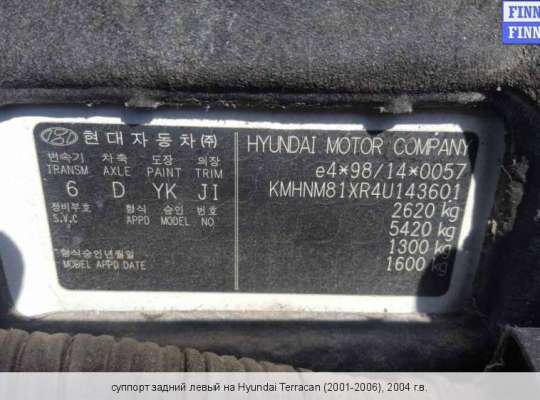 FINN
FINN
현대자동차㈜
변속기 차축 도장 의장
TRANSM AXLE PAINT TRIM
6 D YK JI
정비부호 형식 승인 번호
S.V.C APPD MODEL NO
형식승인년월일
MOBEL APPD DATE
HYUNDAI MOTOR COMPANY
e4*98/14*0057
KMHNM81XR4U143601
2620 kg
5420 kg
1300 kg
1600 kg
суппорт задний левый на Hyundai Terracan (2001-2006), 2004 г.в.